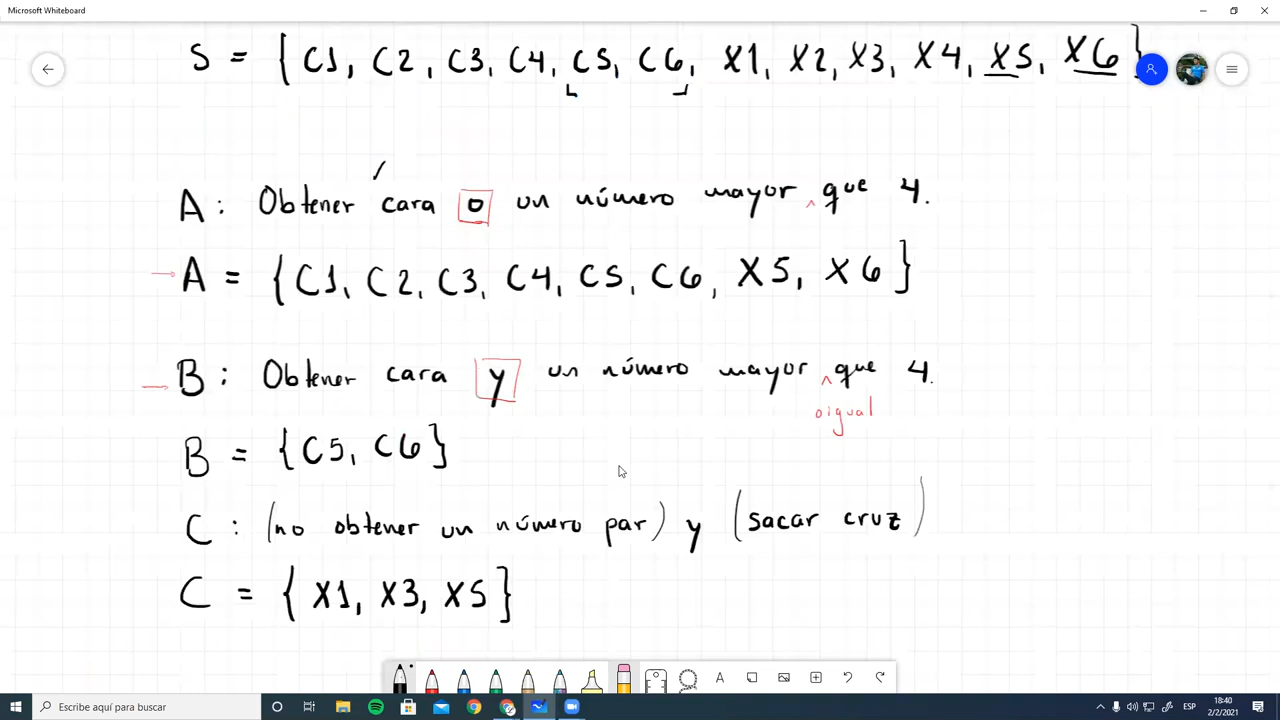 Microsoft Whiteboard
S = {C1, C2, C3, C4, C5, C6, X1, X2, X3, X4, X5, X6}
A: Obtener cara o un número mayor que 4.
A = {C1, C2, C3, C4, C5, C6, X5, X6}
B: Obtener cara y un número mayor que 4.
o igual
B = {C5, C6}
C: (no obtener un número par) y (sacar cruz)
C = {X1, X3, X5}
Escribe aquí para buscar
ESP
18:40
2/2/2021